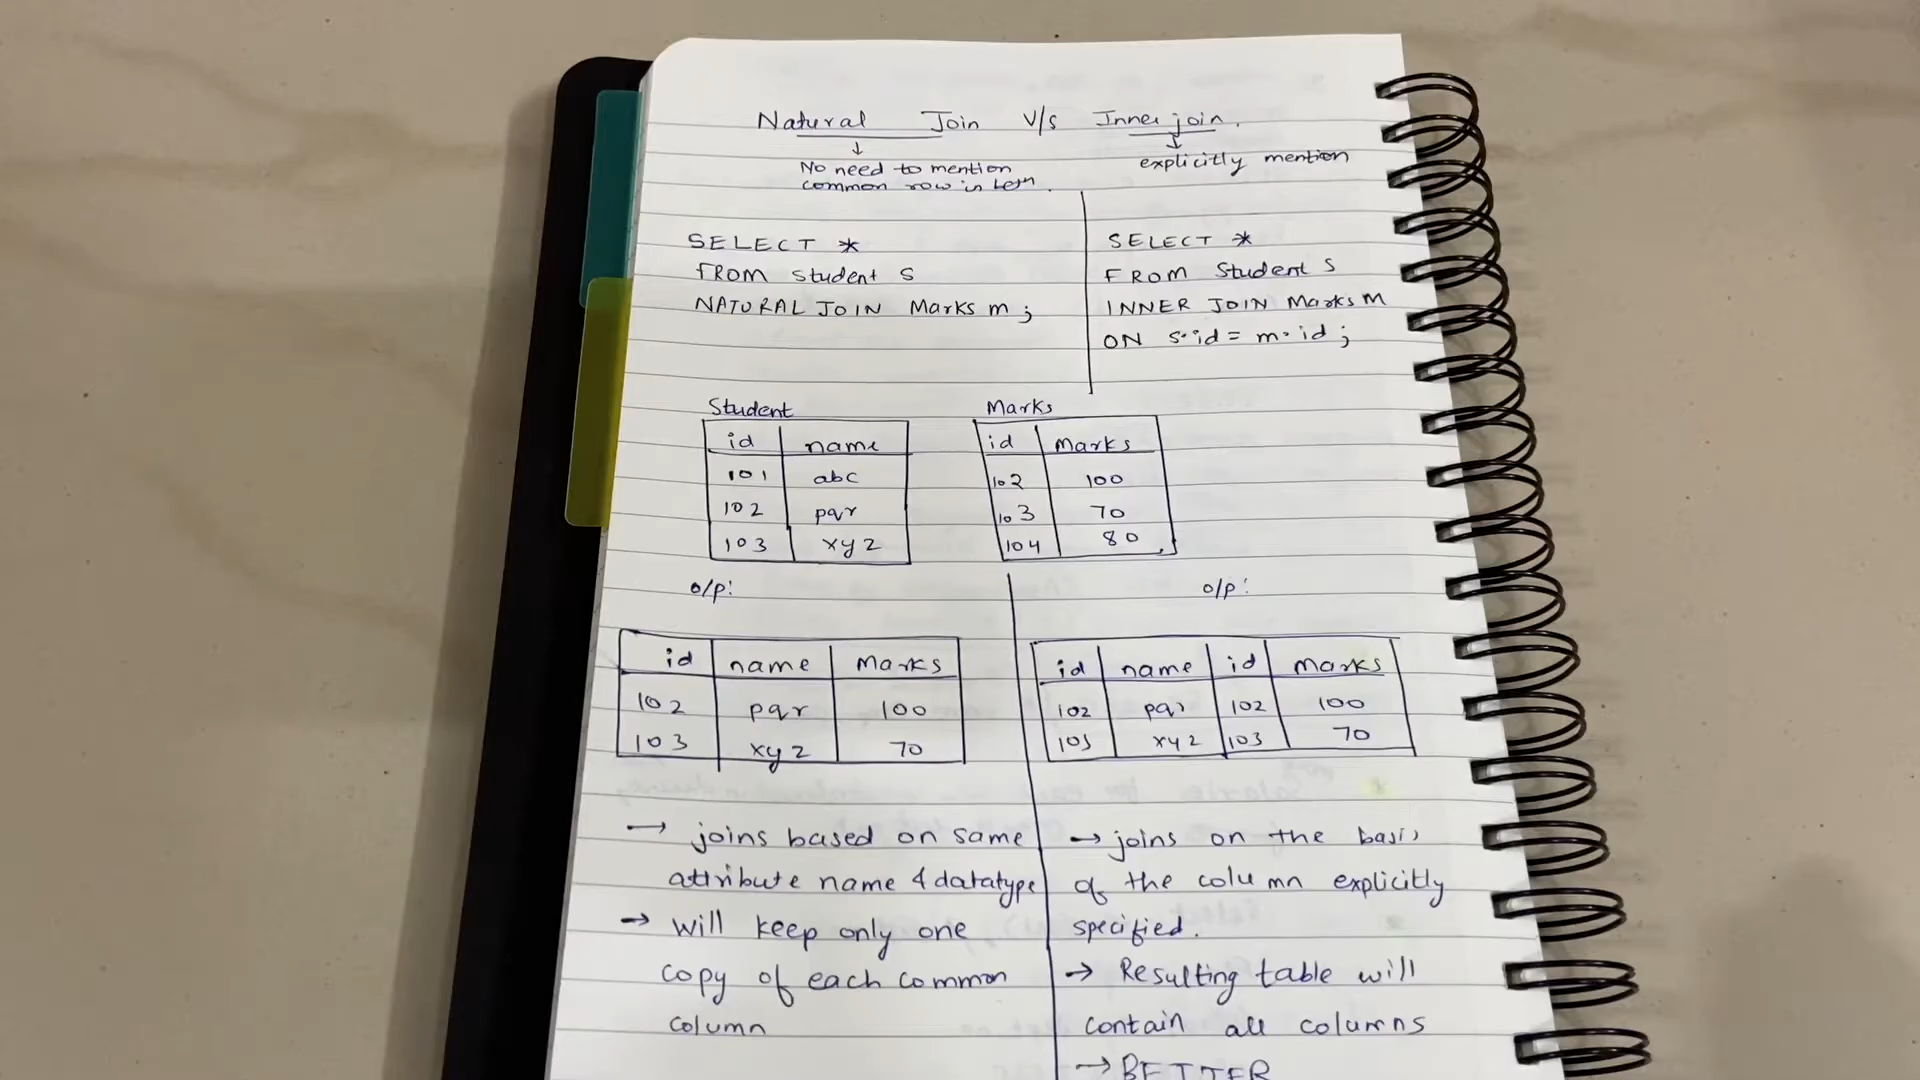 Natural Join V/s Inner join.
↓ ↓
No need to mention
common row in both.
explicitly mention
SELECT *
FROM student S
NATURAL JOIN Marks m;
SELECT *
FROM Student S
INNER JOIN Marks M
ON s.id = m.id;
Student
id name
101 abc
102 pqr
103 xyz
Marks
id Marks
102 100
103 70
104 80
o/p:
id name Marks
102 pqr 100
103 xyz 70
o/p:
id name id Marks
102 pqr 102 100
103 xyz 103 70
→ joins based on same
attribute name & datatype
→ will keep only one
copy of each common
column
→ joins on the basis
of the column explicitly
specified.
→ Resulting table will
contain all columns
→ BETTER